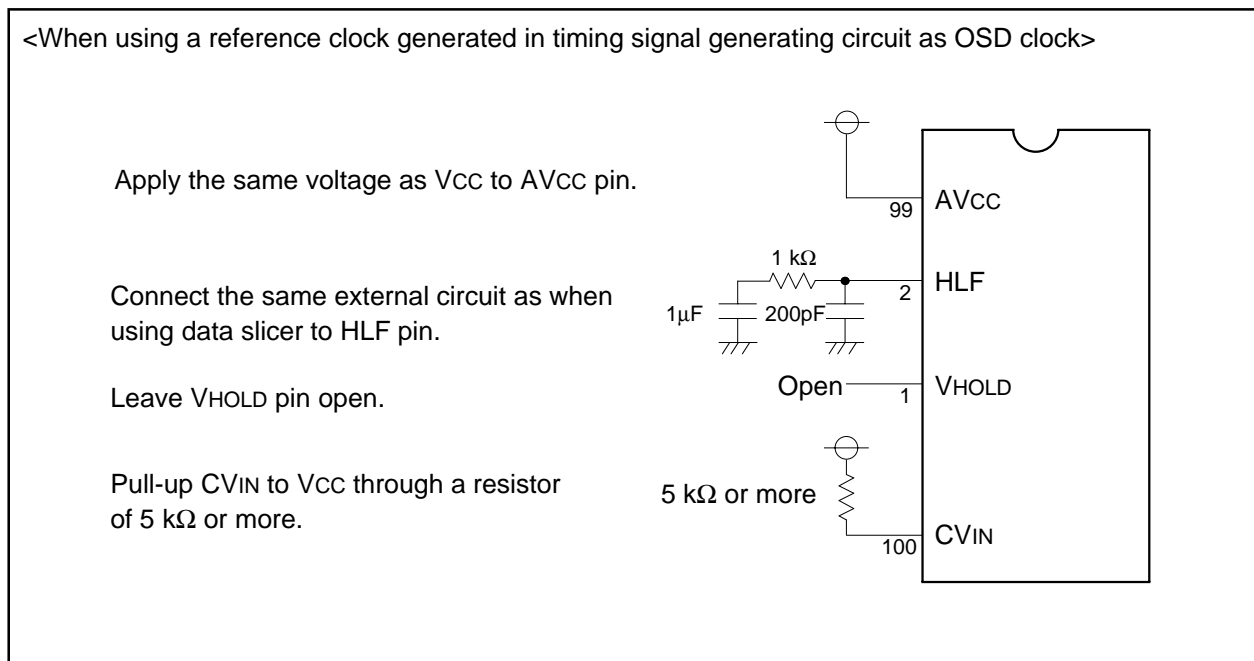 <When using a reference clock generated in timing signal generating circuit as OSD clock>
Apply the same voltage as VCC to AVCC pin.
99
AVCC
Connect the same external circuit as when
using data slicer to HLF pin.
1 kΩ
1μF
200pF
2
HLF
Leave VHOLD pin open.
Open
1
VHOLD
Pull-up CVIN to VCC through a resistor
of 5 kΩ or more.
5 kΩ or more
100
CVIN